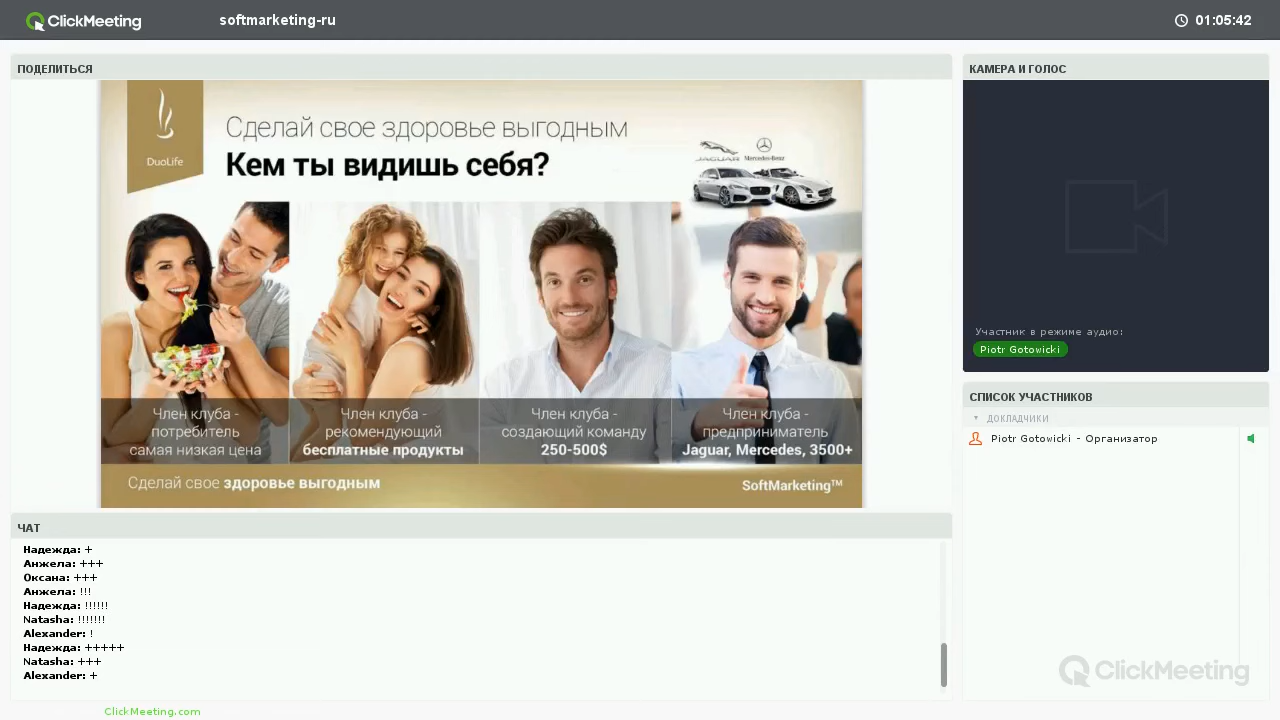 ClickMeeting
softmarketing-ru
01:05:42
ПОДЕЛИТЬСЯ
DuoLife
Сделай свое здоровье выгодным
Кем ты видишь себя?
JAGUAR
Mercedes-Benz
Член клуба -
потребитель
самая низкая цена
Член клуба -
рекомендующий
бесплатные продукты
Член клуба -
создающий команду
250-500$
Член клуба -
предприниматель
Jaguar, Mercedes, 3500+
Сделай свое здоровье выгодным
SoftMarketing™
КАМЕРА И ГОЛОС
Участник в режиме аудио:
Piotr Gotowicki
СПИСОК УЧАСТНИКОВ
ДОКЛАДЧИКИ
Piotr Gotowicki - Организатор
ЧАТ
Надежда: +
Анжела: +++
Оксана: +++
Анжела: !!!
Надежда: !!!!!!
Natasha: !!!!!!!
Alexander: !
Надежда: +++++
Natasha: +++
Alexander: +
ClickMeeting
ClickMeeting.com